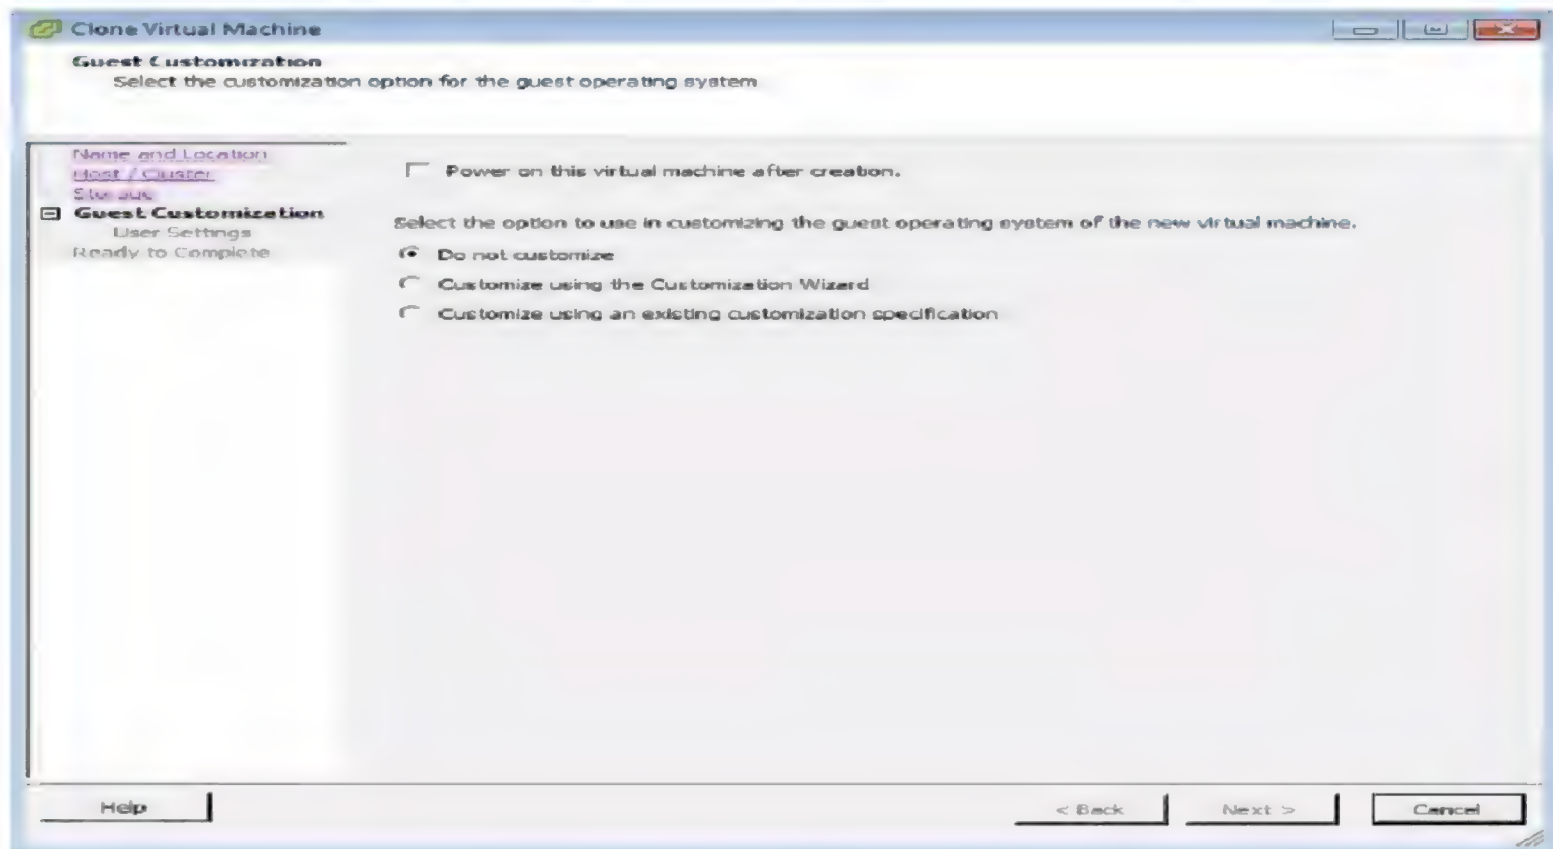 Clone Virtual Machine
Guest Customization
Select the customization option for the guest operating system
Name and Location
Host / Cluster
Storage
Guest Customization
User Settings
Ready to Complete
Power on this virtual machine after creation.
Select the option to use in customizing the guest operating system of the new virtual machine.
Do not customize
Customize using the Customization Wizard
Customize using an existing customization specification
Help
< Back
Next >
Cancel